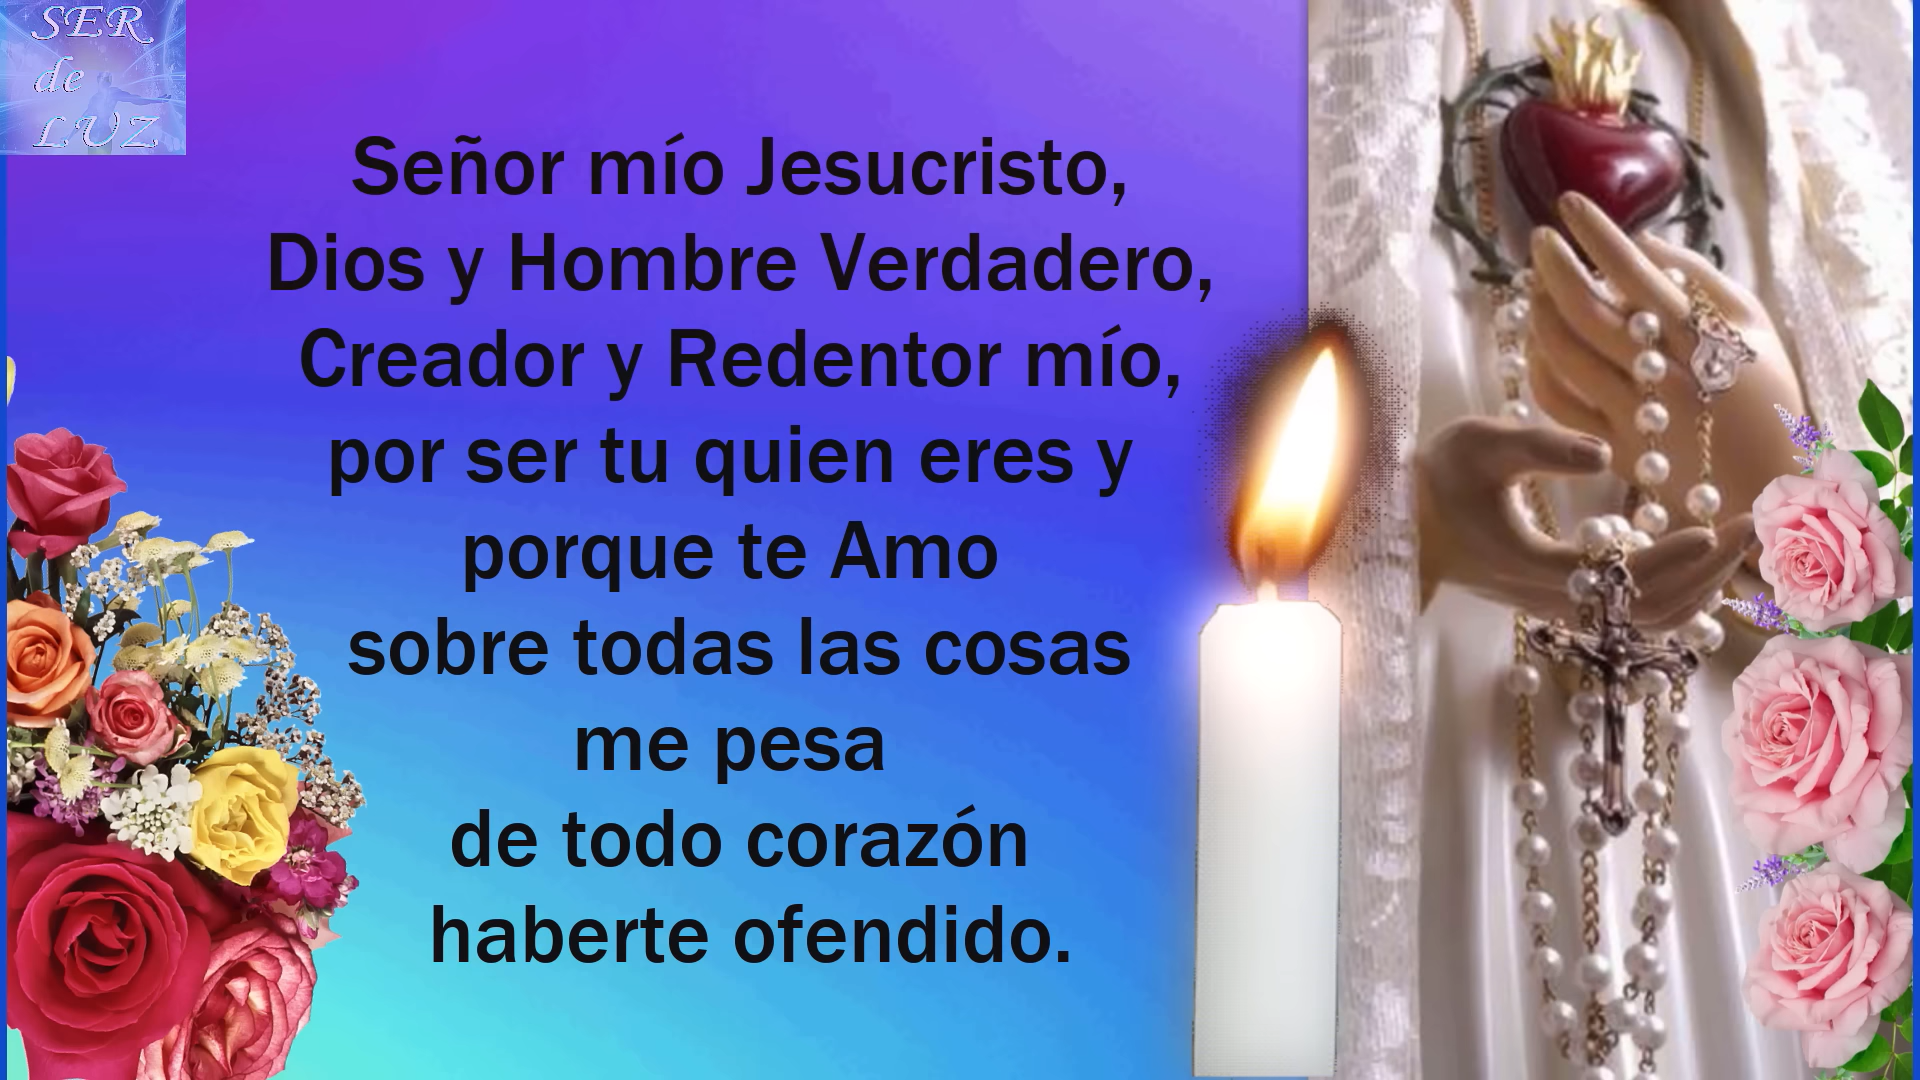 SER
de
LUZ
Señor mío Jesucristo,
Dios y Hombre Verdadero,
Creador y Redentor mío,
por ser tu quien eres y
porque te Amo
sobre todas las cosas
me pesa
de todo corazón
haberte ofendido.